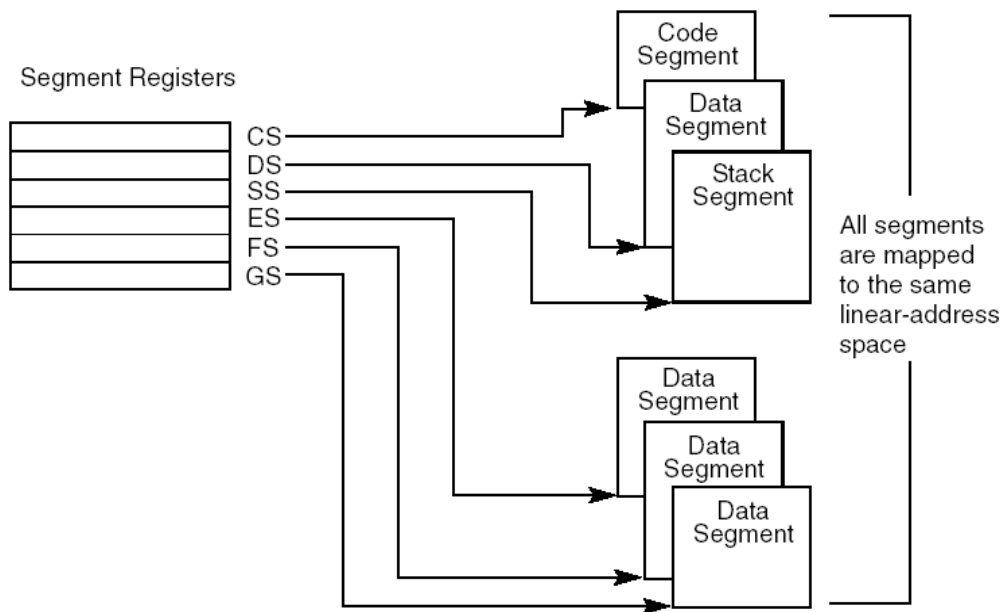 Segment Registers
CS
DS
SS
ES
FS
GS
Code
Segment
Data
Segment
Stack
Segment
Data
Segment
Data
Segment
Data
Segment
All segments
are mapped
to the same
linear-address
space